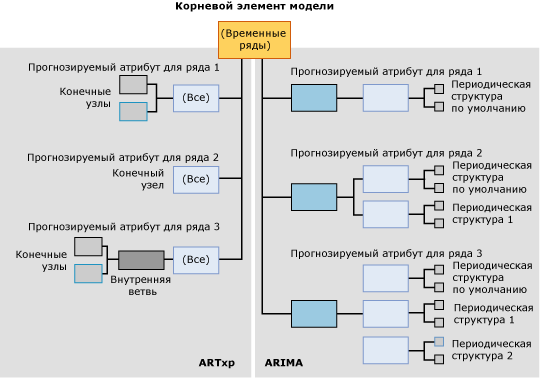 Корневой элемент модели
(Временные
ряды)
Прогнозируемый атрибут для ряда 1
Конечные
узлы
(Все)
Прогнозируемый атрибут для ряда 2
Конечный
узел
(Все)
Прогнозируемый атрибут для ряда 3
Конечные
узлы
Внутренняя
ветвь
(Все)
ARTxp
Прогнозируемый атрибут для ряда 1
Периодическая
структура
по умолчанию
Прогнозируемый атрибут для ряда 2
Периодическая
структура
по умолчанию
Периодическая
структура 1
Прогнозируемый атрибут для ряда 3
Периодическая
структура
по умолчанию
Периодическая
структура 1
Периодическая
структура 2
ARIMA